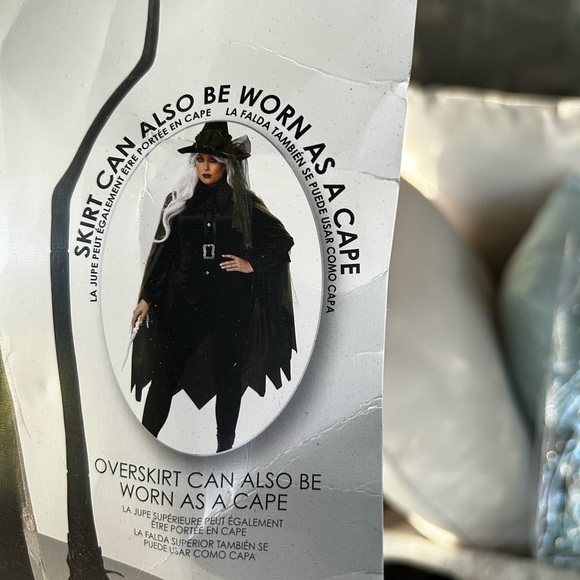 SKIRT CAN ALSO BE WORN AS A CAPE
LA JUPE PEUT ÉGALEMENT ÊTRE PORTÉE EN CAPE LA FALDA TAMBIÉN SE PUEDE USAR COMO CAPA
OVERSKIRT CAN ALSO BE
WORN AS A CAPE
LA JUPE SUPÉRIEURE PEUT ÉGALEMENT
ÊTRE PORTÉE EN CAPE
LA FALDA SUPERIOR TAMBIÉN SE
PUEDE USAR COMO CAPA